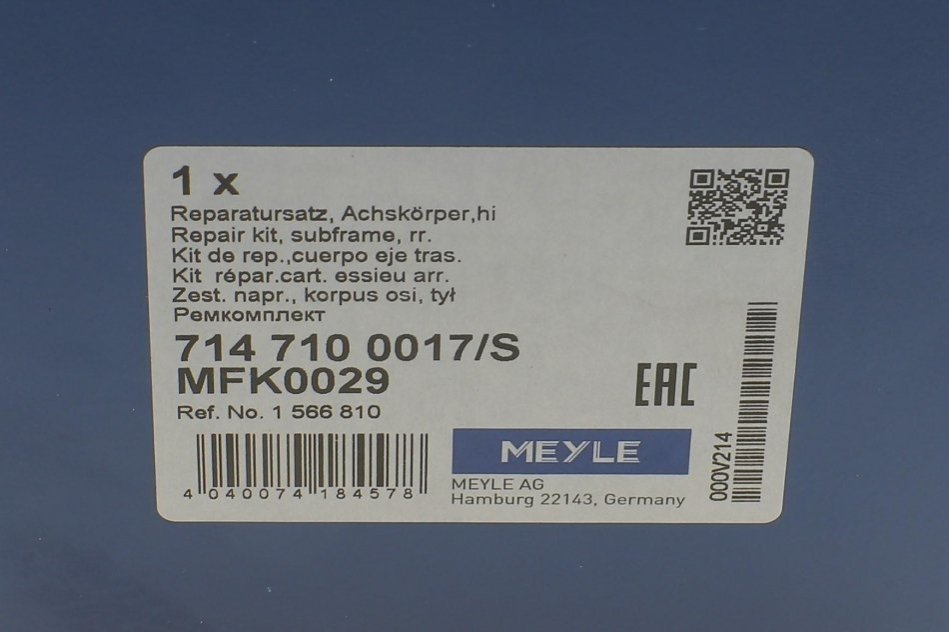 1 x
Reparatursatz, Achskörper,hi
Repair kit, subframe, rr.
Kit de rep.,cuerpo eje tras.
Kit répar.cart. essieu arr.
Zest. napr., korpus osi, tył
Ремкомплект
714 710 0017/S
MFK0029
Ref. No. 1 566 810
EAC
4 040074 184578
MEYLE
MEYLE AG
Hamburg 22143, Germany
000V214